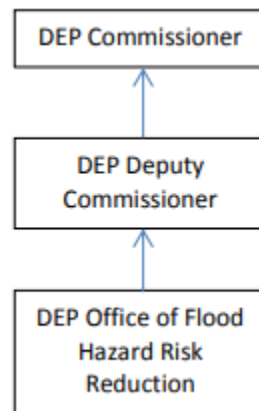 DEP Commissioner
DEP Deputy
Commissioner
DEP Office of Flood
Hazard Risk
Reduction